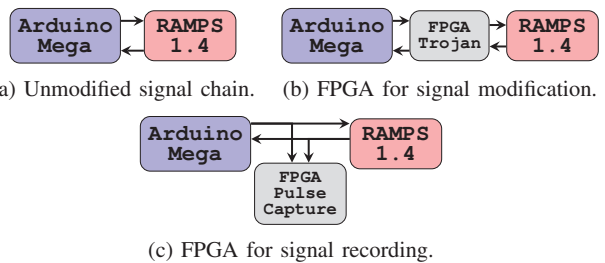 Arduino Mega
RAMPS 1.4
Arduino Mega
FPGA Trojan
RAMPS 1.4
a) Unmodified signal chain.
(b) FPGA for signal modification.
Arduino Mega
RAMPS 1.4
FPGA Pulse Capture
(c) FPGA for signal recording.